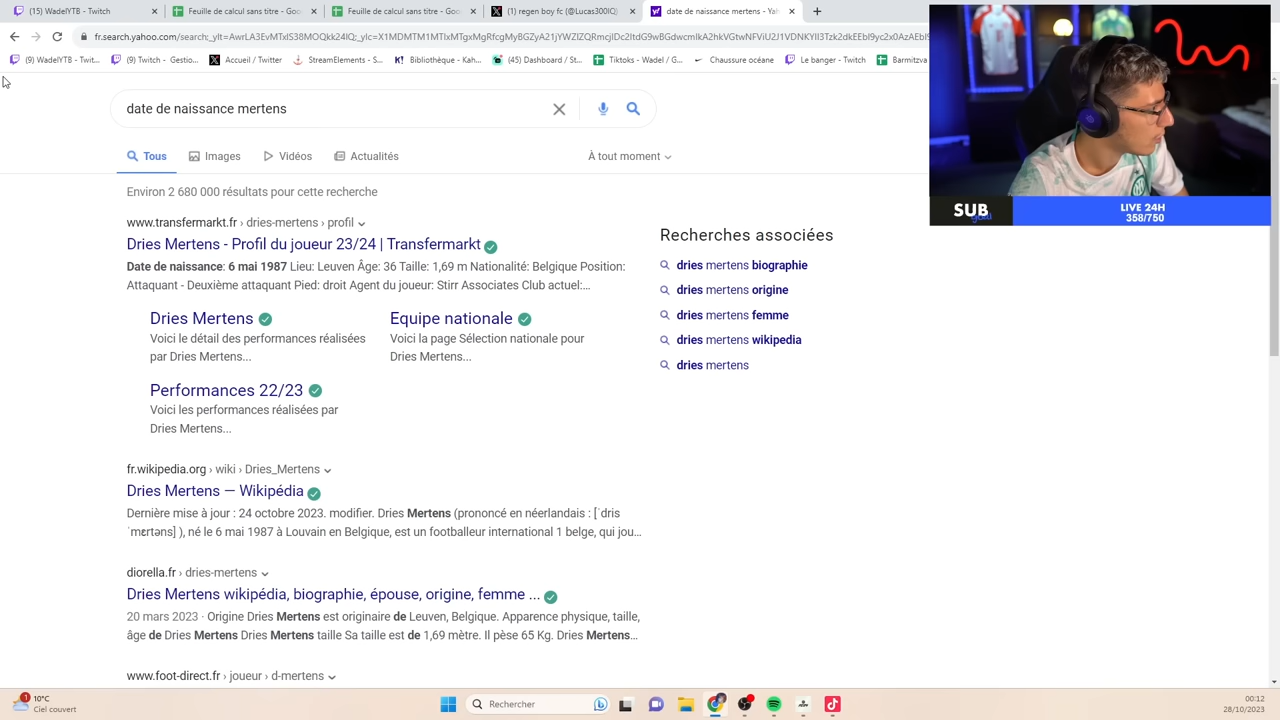 (15) WadeIYTB - Twitch
Feuille de calcul sans titre - G
Feuille de calcul sans titre - G
(1) regen boy fc (@Lucas300IQ)
date de naissance mertens - Yah
(9) WadeIYTB - Twit...
(9) Twitch - Gestio...
Accueil / Twitter
StreamElements - S...
Bibliothèque - Kah...
(45) Dashboard / St...
Tiktoks - Wadel / G...
Chaussure océane
Le banger - Twitch
Barmitzva
date de naissance mertens
Tous
Images
Vidéos
Actualités
À tout moment
Environ 2 680 000 résultats pour cette recherche
www.transfermarkt.fr › dries-mertens › profil
Dries Mertens - Profil du joueur 23/24 | Transfermarkt
Date de naissance: 6 mai 1987 Lieu: Leuven Âge: 36 Taille: 1,69 m Nationalité: Belgique Position:
Attaquant - Deuxième attaquant Pied: droit Agent du joueur: Stirr Associates Club actuel:...
Dries Mertens
Voici le détail des performances réalisées
par Dries Mertens...
Equipe nationale
Voici la page Sélection nationale pour
Dries Mertens...
Performances 22/23
Voici les performances réalisées par
Dries Mertens...
fr.wikipedia.org › wiki › Dries_Mertens
Dries Mertens — Wikipédia
Dernière mise à jour : 24 octobre 2023. modifier. Dries Mertens (prononcé en néerlandais : [ˈdris
ˈmɛrtəns] ), né le 6 mai 1987 à Louvain en Belgique, est un footballeur international 1 belge, qui jou...
diorella.fr › dries-mertens
Dries Mertens wikipédia, biographie, épouse, origine, femme ...
20 mars 2023 · Origine Dries Mertens est originaire de Leuven, Belgique. Apparence physique, taille,
âge de Dries Mertens Dries Mertens taille Sa taille est de 1,69 mètre. Il pèse 65 Kg. Dries Mertens...
www.foot-direct.fr › joueur › d-mertens
Recherches associées
dries mertens biographie
dries mertens origine
dries mertens femme
dries mertens wikipedia
dries mertens
SUB
goal
LIVE 24H
358/750
1
10°C
Ciel couvert
Rechercher
00:12
28/10/2023